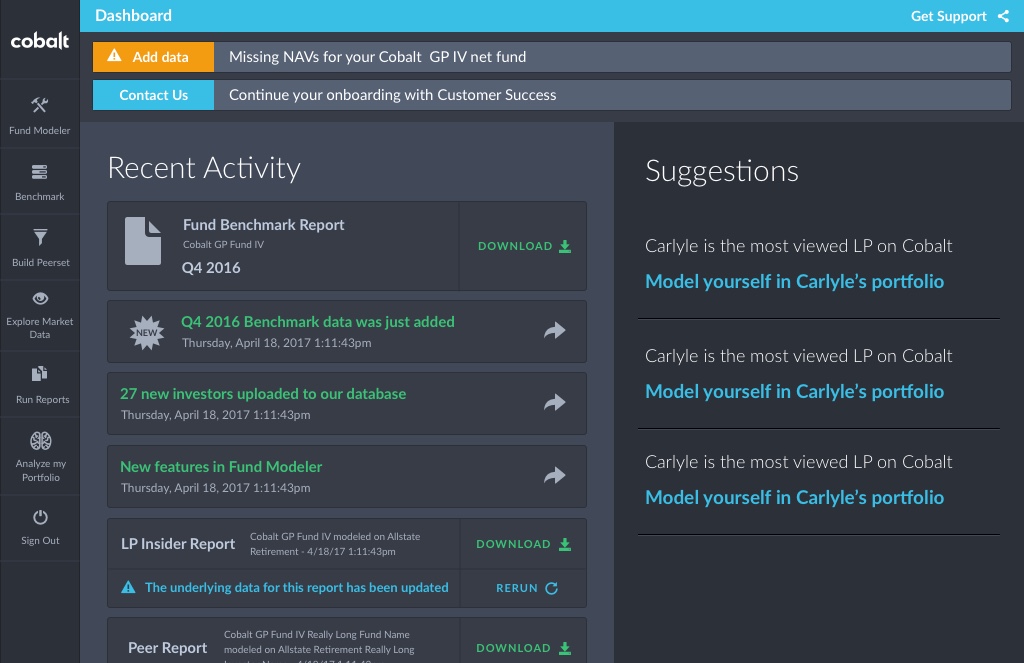 Dashboard
Get Support
cobalt
Add data
Missing NAVs for your Cobalt  GP IV net fund
Contact Us
Continue your onboarding with Customer Success
Fund Modeler
Benchmark
Build Peerset
Explore Market
Data
Run Reports
Analyze my
Portfolio
Sign Out
Recent Activity
Fund Benchmark Report
Cobalt GP Fund IV
Q4 2016
DOWNLOAD
NEW
Q4 2016 Benchmark data was just added
Thursday, April 18, 2017 1:11:43pm
27 new investors uploaded to our database
Thursday, April 18, 2017 1:11:43pm
New features in Fund Modeler
Thursday, April 18, 2017 1:11:43pm
LP Insider Report
Cobalt GP Fund IV modeled on Allstate
Retirement - 4/18/17 1:11:43pm
DOWNLOAD
The underlying data for this report has been updated
RERUN
Peer Report
Cobalt GP Fund IV Really Long Fund Name
modeled on Allstate Retirement Really Long
DOWNLOAD
Suggestions
Carlyle is the most viewed LP on Cobalt
Model yourself in Carlyle's portfolio
Carlyle is the most viewed LP on Cobalt
Model yourself in Carlyle's portfolio
Carlyle is the most viewed LP on Cobalt
Model yourself in Carlyle's portfolio